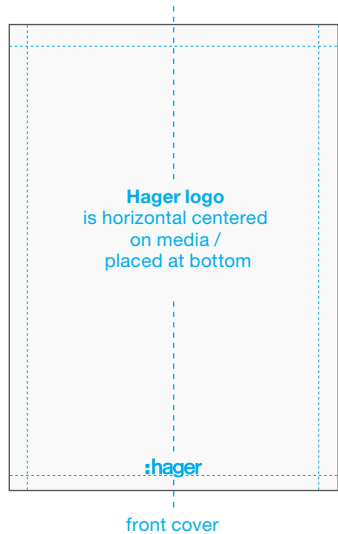 Hager logo
is horizontal centered
on media /
placed at bottom
:hager
front cover